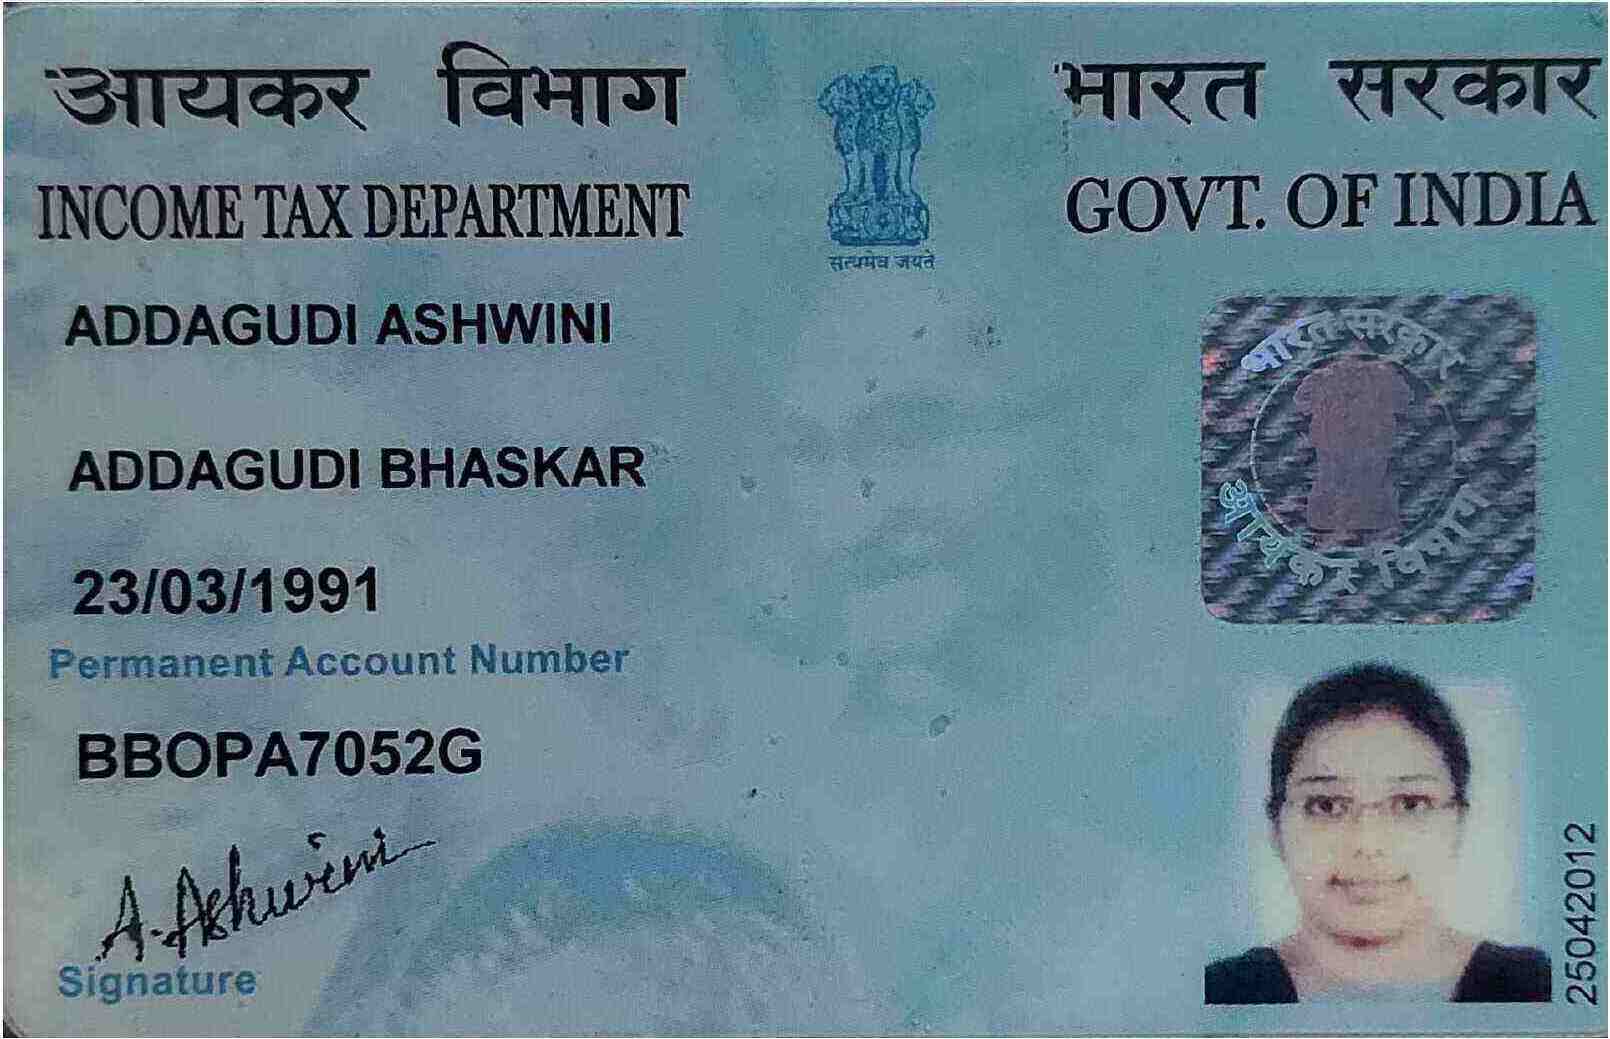 आयकर विभाग
भारत सरकार
INCOME TAX DEPARTMENT
GOVT. OF INDIA
सत्यमेव जयते
ADDAGUDI ASHWINI
ADDAGUDI BHASKAR
23/03/1991
Permanent Account Number
BBOPA7052G
A. Ashwini
Signature
भारत सरकार
आयकर विभाग
25042012